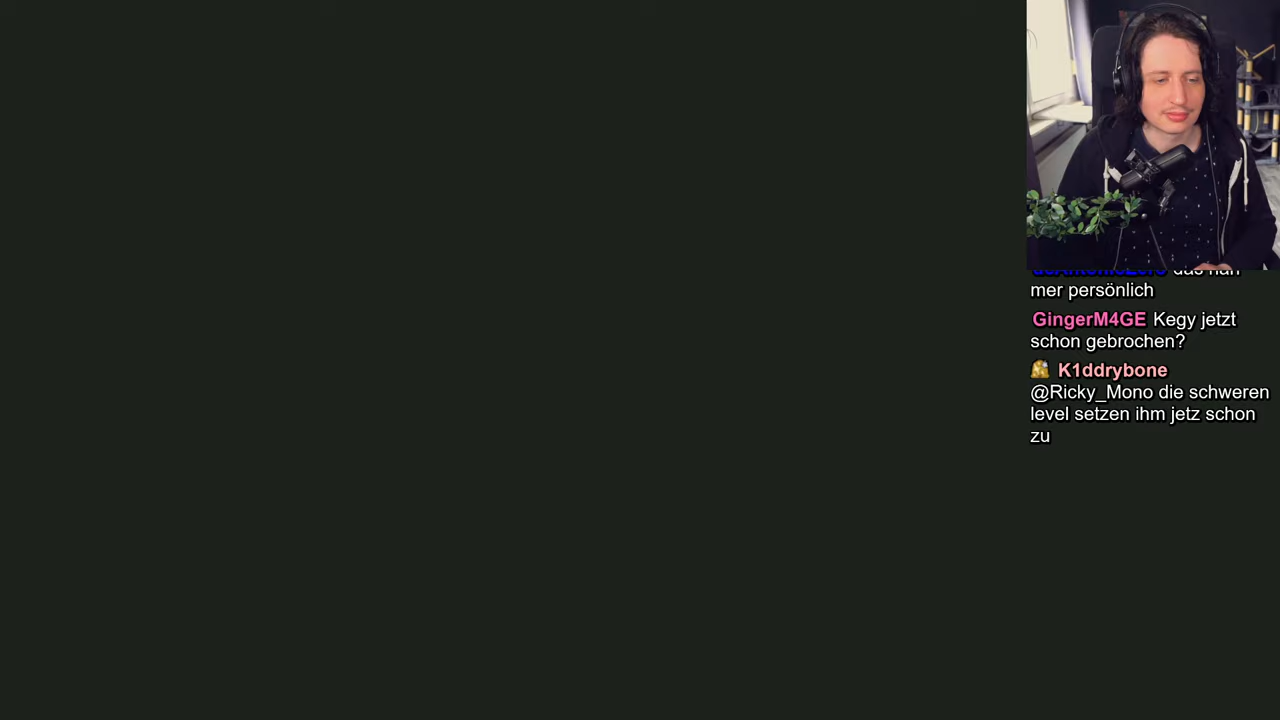 mer persönlich
GingerM4GE Kegy jetzt
schon gebrochen?
K1ddrybone
@Ricky_Mono die schweren
level setzen ihm jetz schon
zu